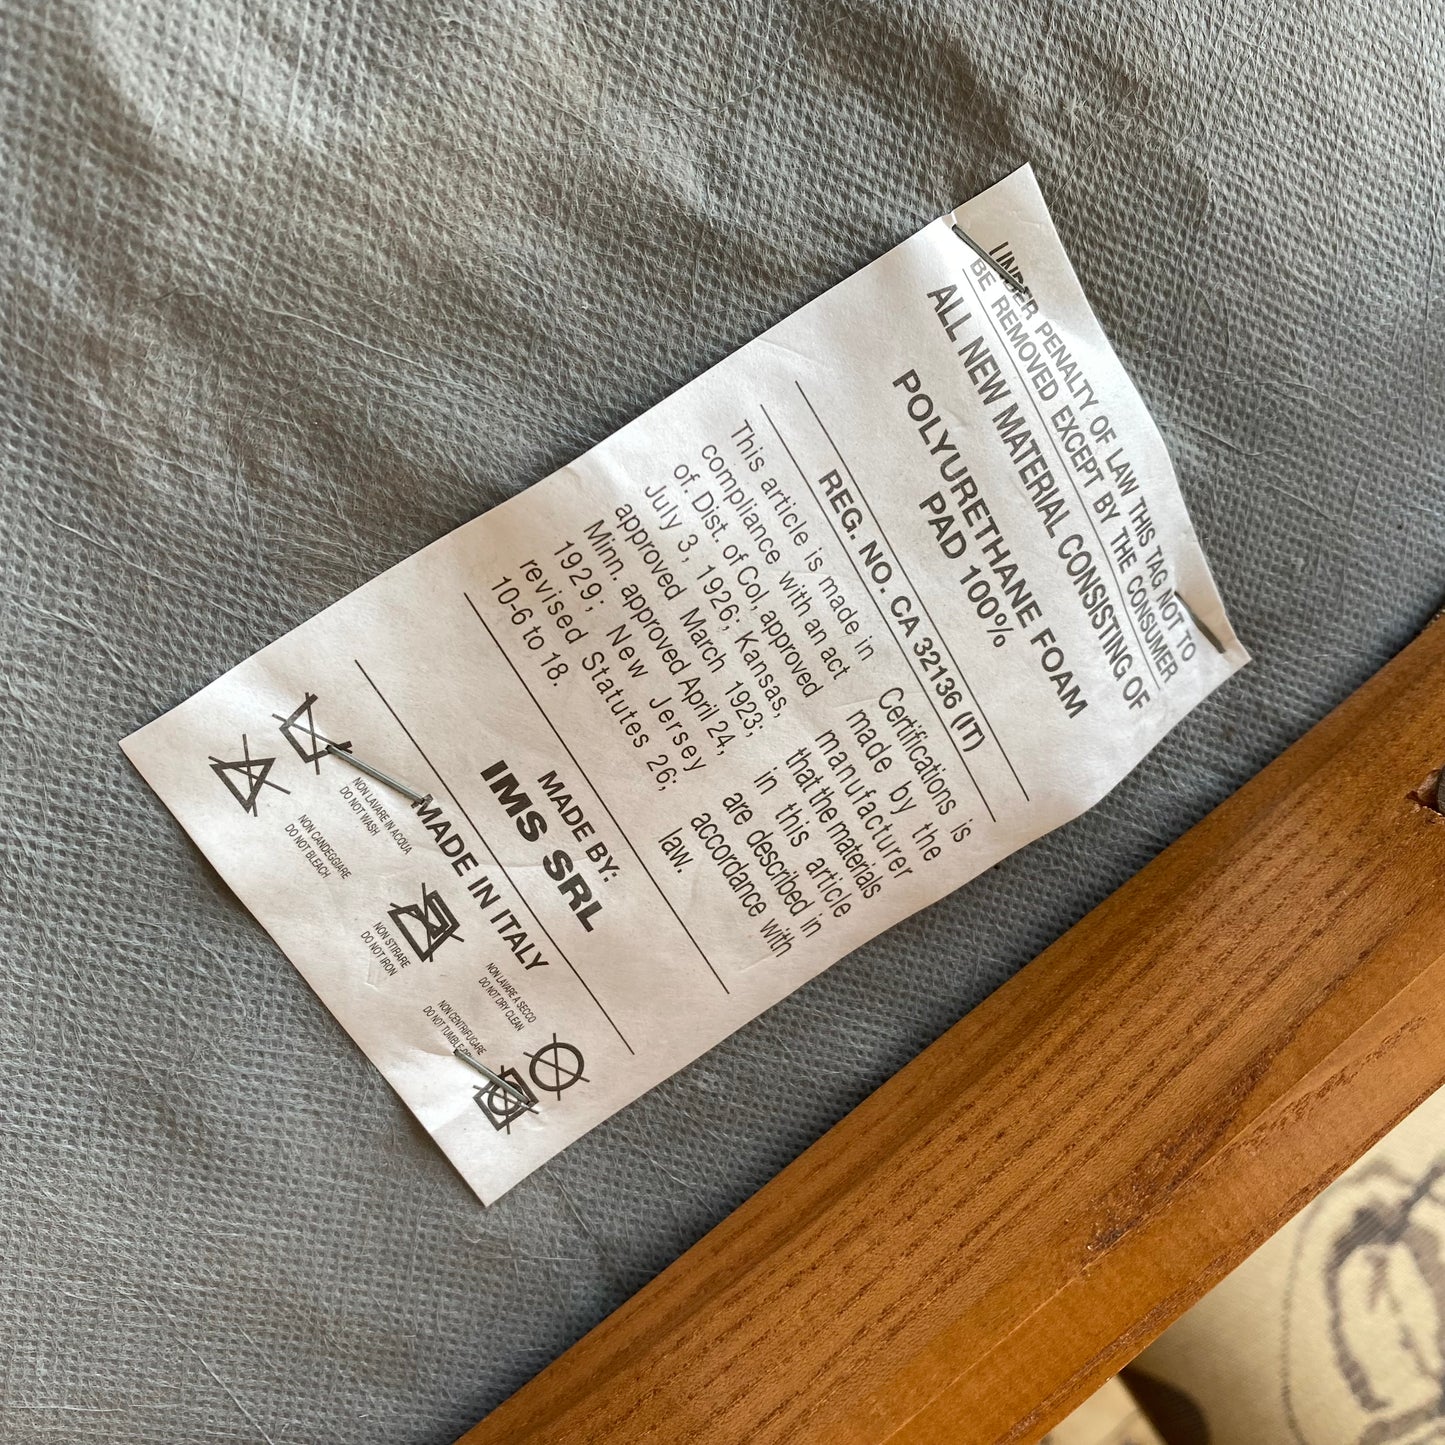 UNDER PENALTY OF LAW THIS TAG NOT TO
BE REMOVED EXCEPT BY THE CONSUMER
ALL NEW MATERIAL CONSISTING OF
POLYURETHANE FOAM
PAD 100%
REG. NO. CA 32136 (IT)
This article is made in
compliance with an act
of. Dist. of Col, approved
July 3, 1926; Kansas,
approved March 1923;
Minn. approved April 24,
1929; New Jersey
revised Statutes 26;
10-6 to 18.
Certifications is
made by the
manufacturer
that the materials
in this article
are described in
accordance with
law.
MADE BY:
IMS SRL
MADE IN ITALY
NON LAVARE IN ACQUA
DO NOT WASH
NON CANDEGGIARE
DO NOT BLEACH
NON STIRARE
DO NOT IRON
NON LAVARE A SECCO
DO NOT DRY CLEAN
NON CENTRIFUGARE
DO NOT TUMBLE